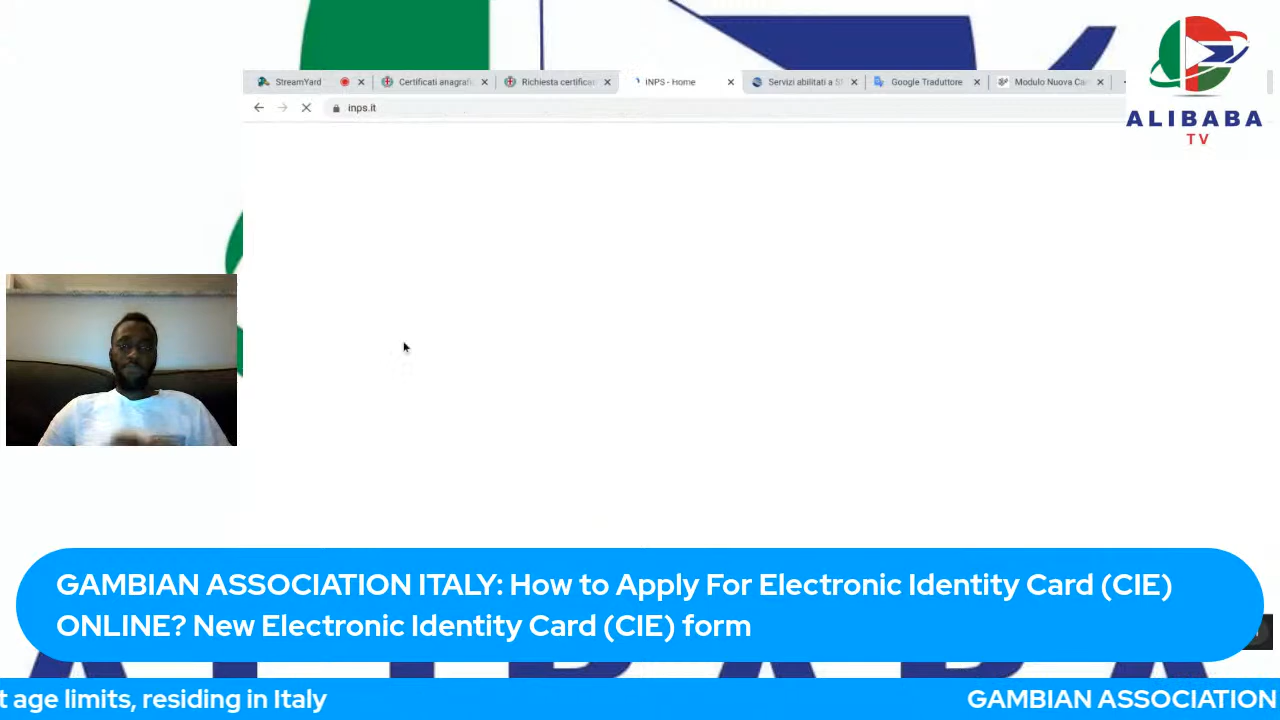 StreamYard
Certificati anagrafi
Richiesta certificat
INPS - Home
Servizi abilitati a S
Google Traduttore
Modulo Nuova Ca
inps.it
ALIBABA
TV
GAMBIAN ASSOCIATION ITALY: How to Apply For Electronic Identity Card (CIE)
ONLINE? New Electronic Identity Card (CIE) form
ALIBABA
t age limits, residing in Italy
GAMBIAN ASSOCIATION